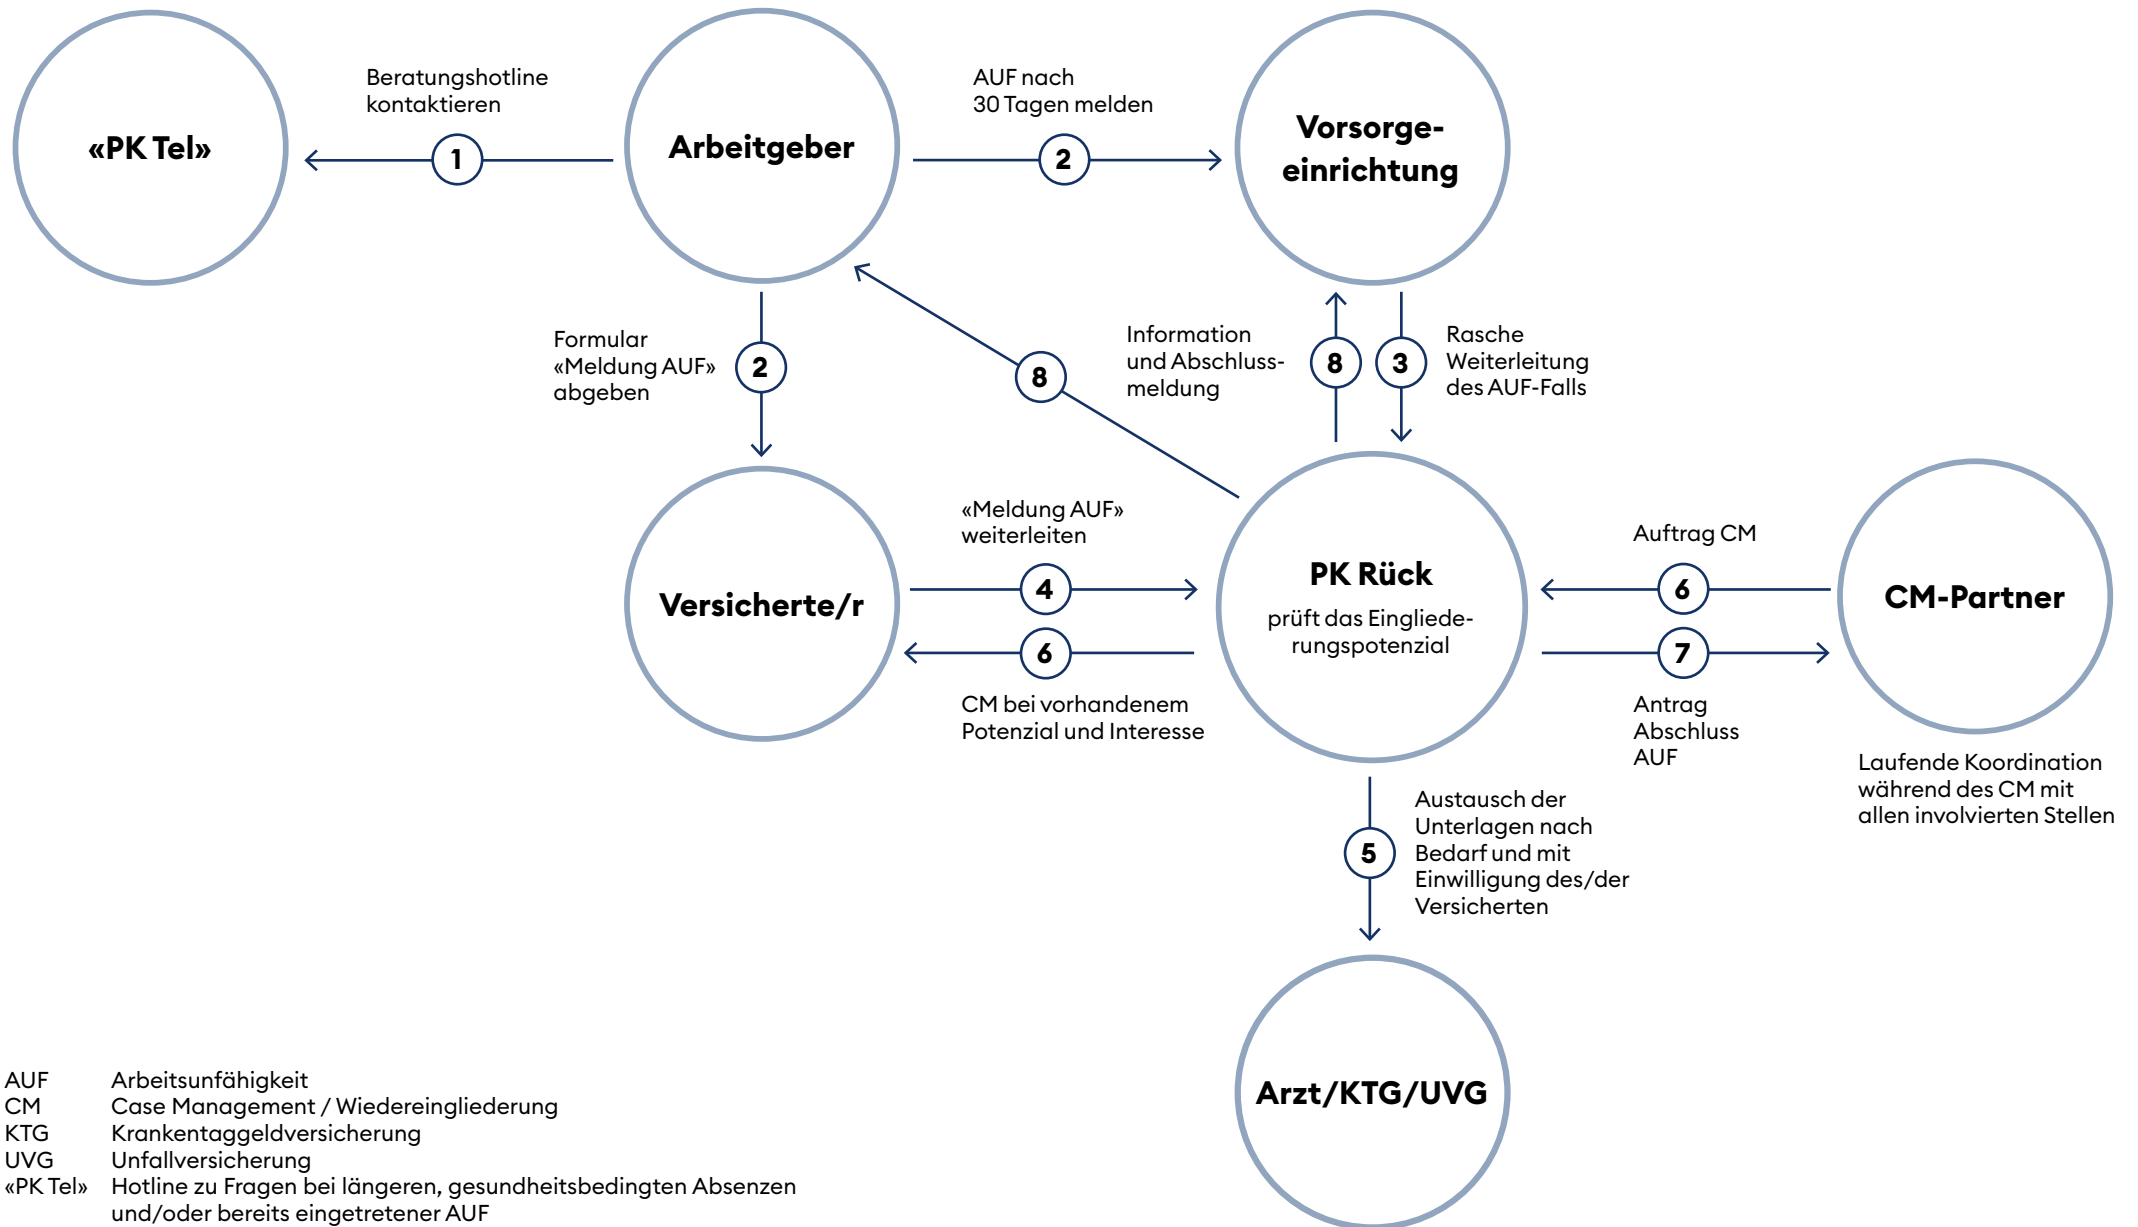 Beratungshotline
kontaktieren
AUF nach
30 Tagen melden
«PK Tel»
1
Arbeitgeber
2
Vorsorge-
einrichtung
Formular
«Meldung AUF»
abgeben
2
8
Information
und Abschluss-
meldung
8
3
Rasche
Weiterleitung
des AUF-Falls
Versicherte/r
«Meldung AUF»
weiterleiten
4
6
CM bei vorhandenem
Potenzial und Interesse
PK Rück
prüft das Eingliede-
rungspotenzial
Auftrag CM
6
7
Antrag
Abschluss
AUF
CM-Partner
Laufende Koordination
während des CM mit
allen involvierten Stellen
5
Austausch der
Unterlagen nach
Bedarf und mit
Einwilligung des/der
Versicherten
Arzt/KTG/UVG
AUF Arbeitsunfähigkeit
CM Case Management / Wiedereingliederung
KTG Krankentaggeldversicherung
UVG Unfallversicherung
«PK Tel» Hotline zu Fragen bei längeren, gesundheitsbedingten Absenzen
und/oder bereits eingetretener AUF